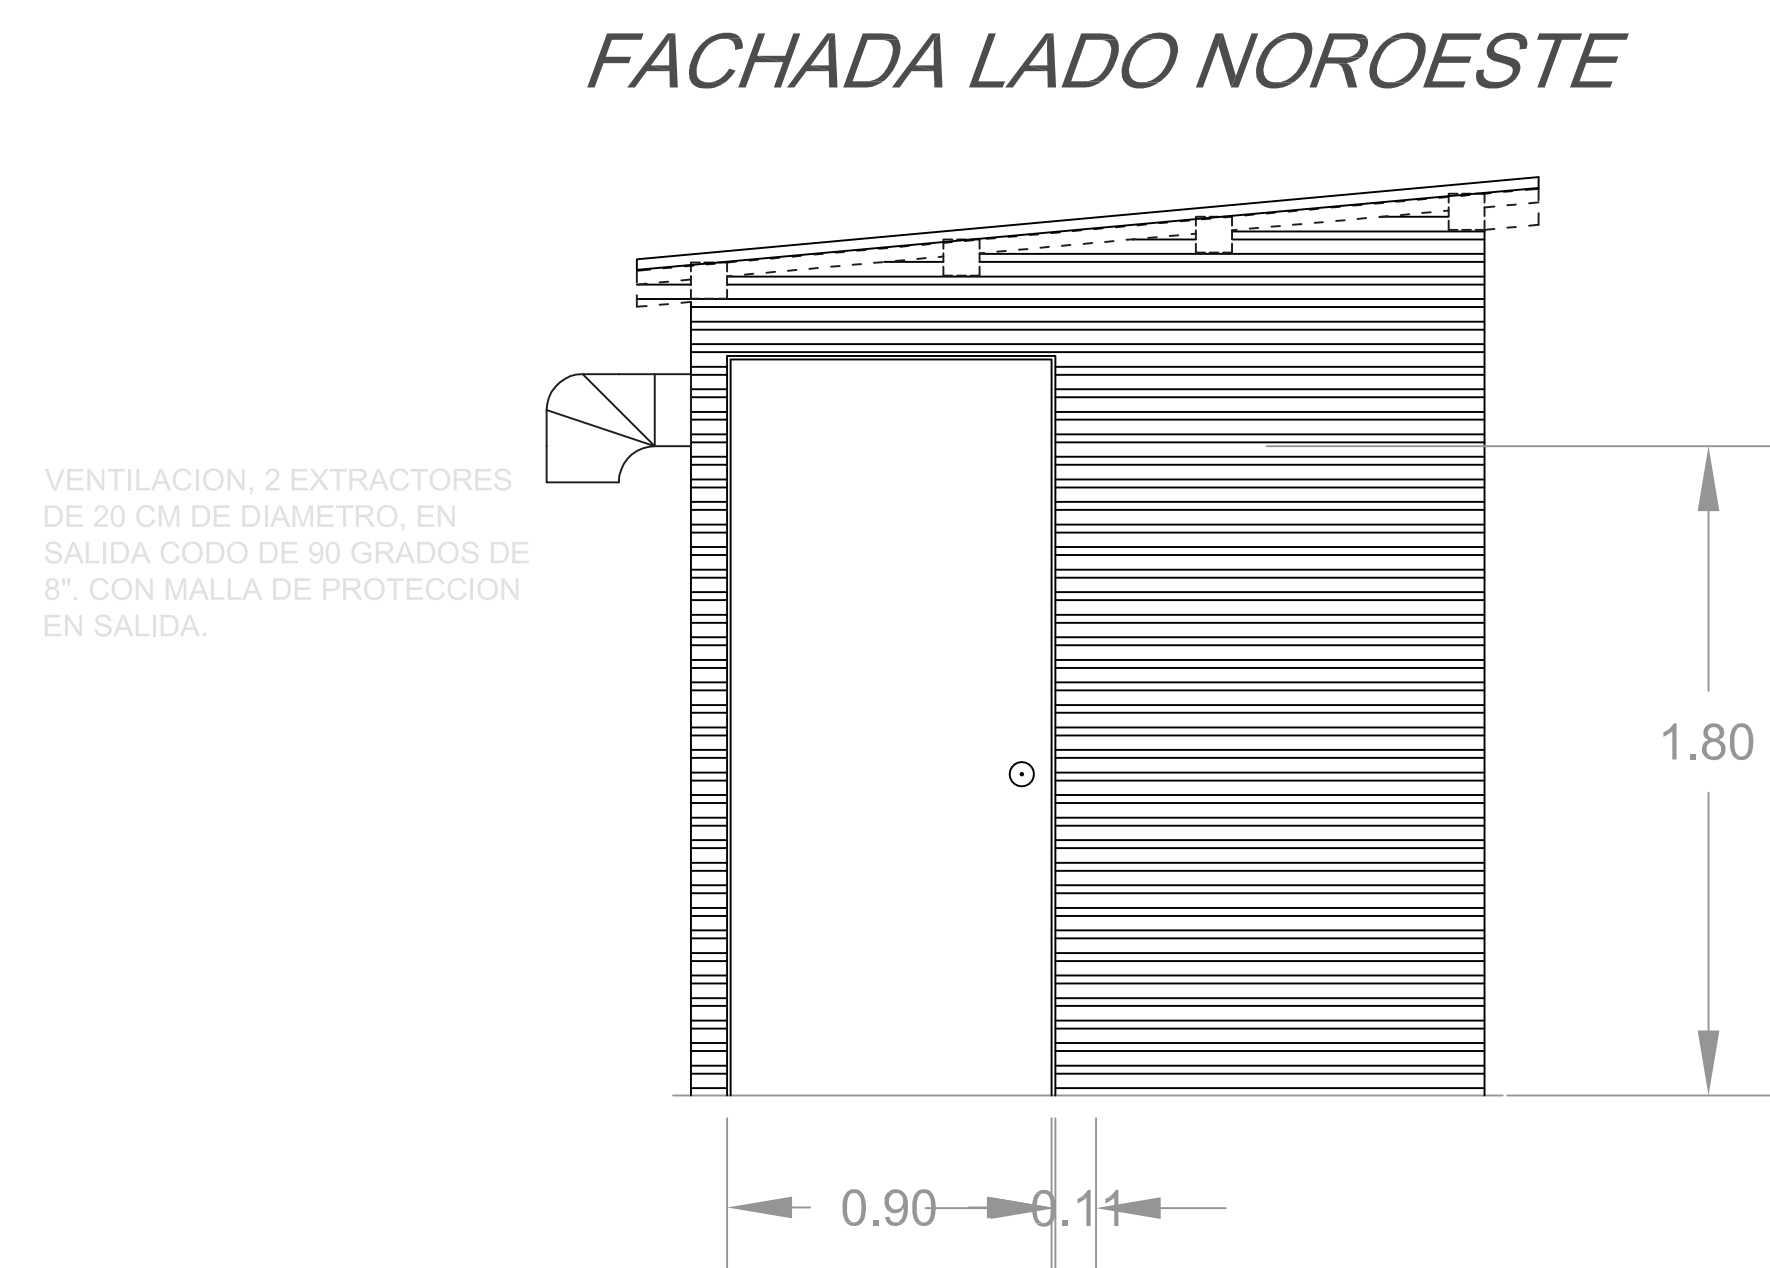 FACHADA LADO NOROESTE
VENTILACION, 2 EXTRACTORES
DE 20 CM DE DIAMETRO, EN
SALIDA CODO DE 90 GRADOS DE
8". CON MALLA DE PROTECCION
EN SALIDA.
1.80
0.90
0.11